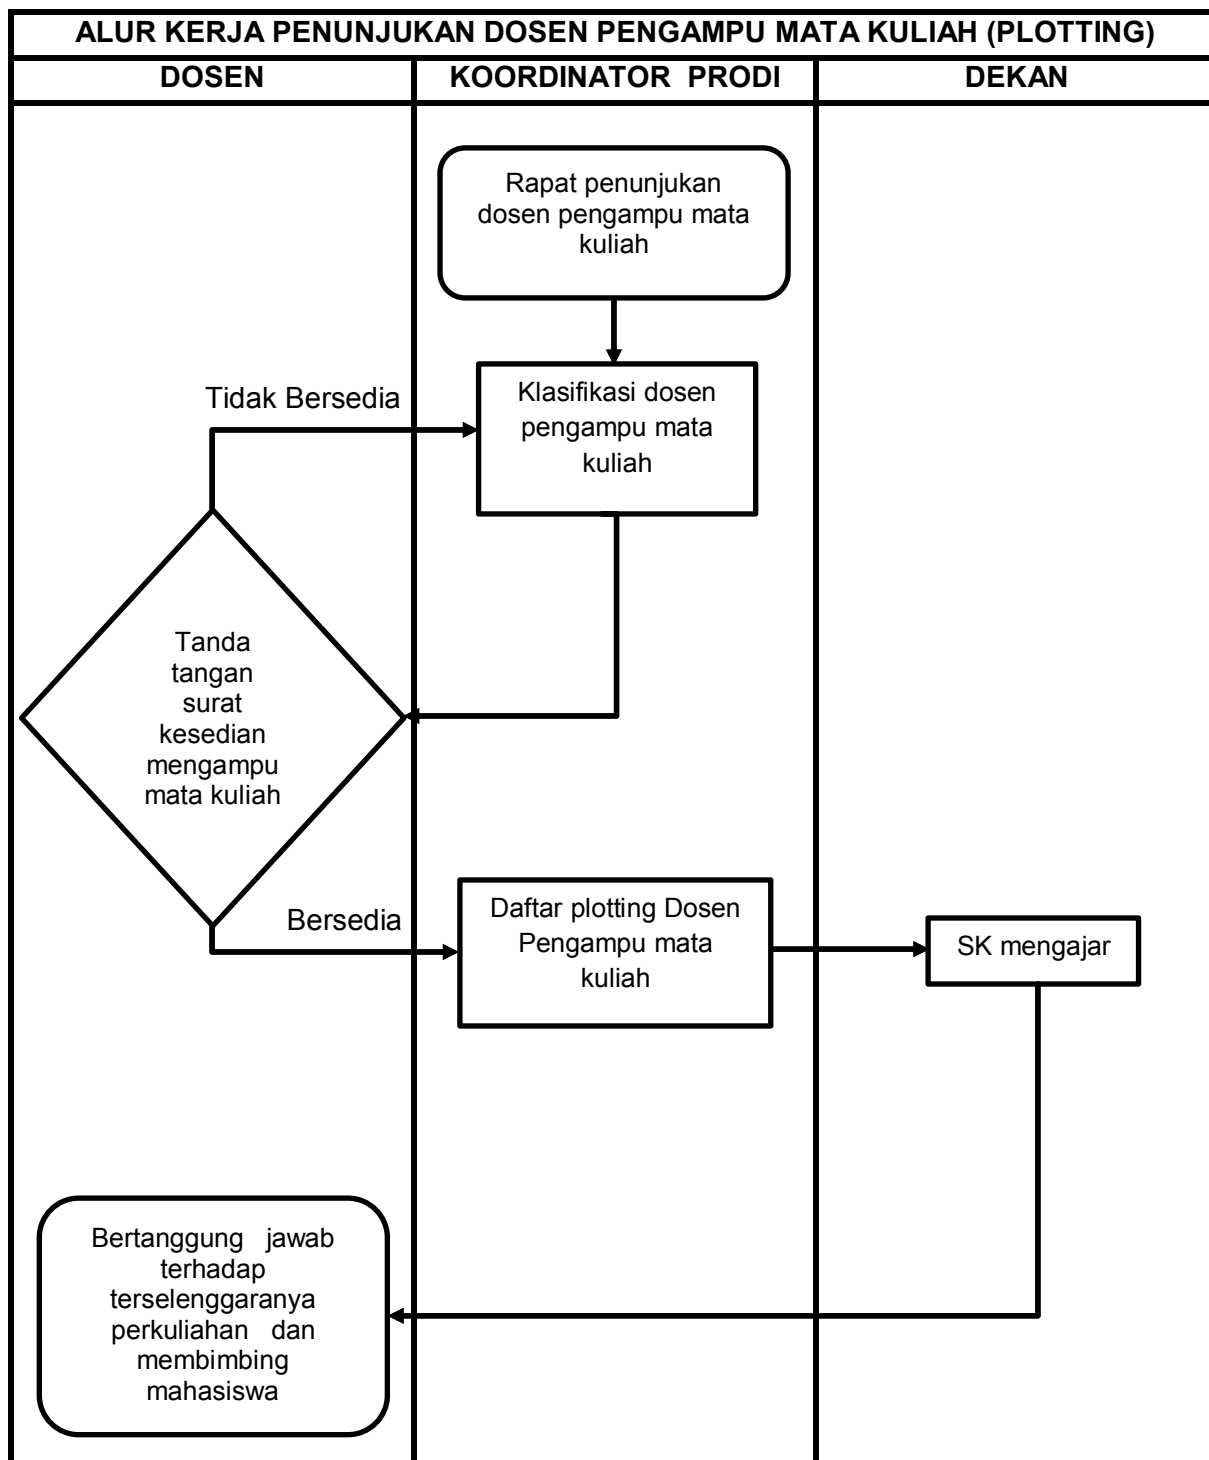 ALUR KERJA PENUNJUKAN DOSEN PENGAMPU MATA KULIAH (PLOTTING)
DOSEN
KOORDINATOR PRODI
DEKAN
Rapat penunjukan
dosen pengampu mata
kuliah
Tidak Bersedia
Klasifikasi dosen
pengampu mata
kuliah
Tanda
tangan
surat
kesedian
mengampu
mata kuliah
Bersedia
Daftar plotting Dosen
Pengampu mata
kuliah
SK mengajar
Bertanggung jawab
terhadap
terselenggaranya
perkuliahan dan
membimbing
mahasiswa